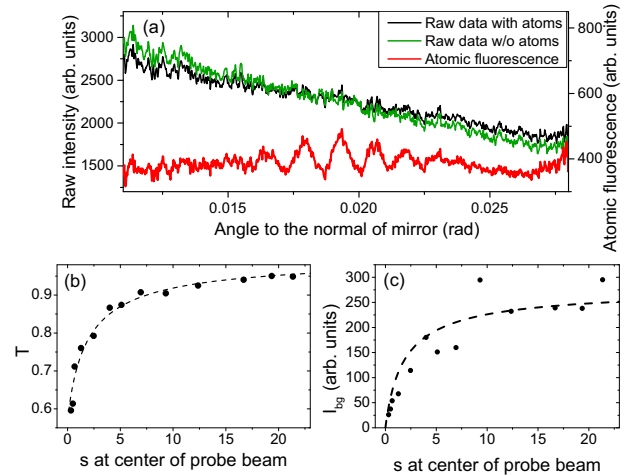 (a)
Raw data with atoms
Raw data w/o atoms
Atomic fluorescence
3000
2500
2000
1500
Raw intensity (arb. units)
800
600
400
Atomic fluorescence (arb. units)
0.015
0.020
0.025
Angle to the normal of mirror (rad)
(b)
0.9
0.8
0.7
0.6
T
0
5
10
15
20
s at center of probe beam
(c)
300
250
200
150
100
50
0
I_bg (arb. units)
0
5
10
15
20
s at center of probe beam